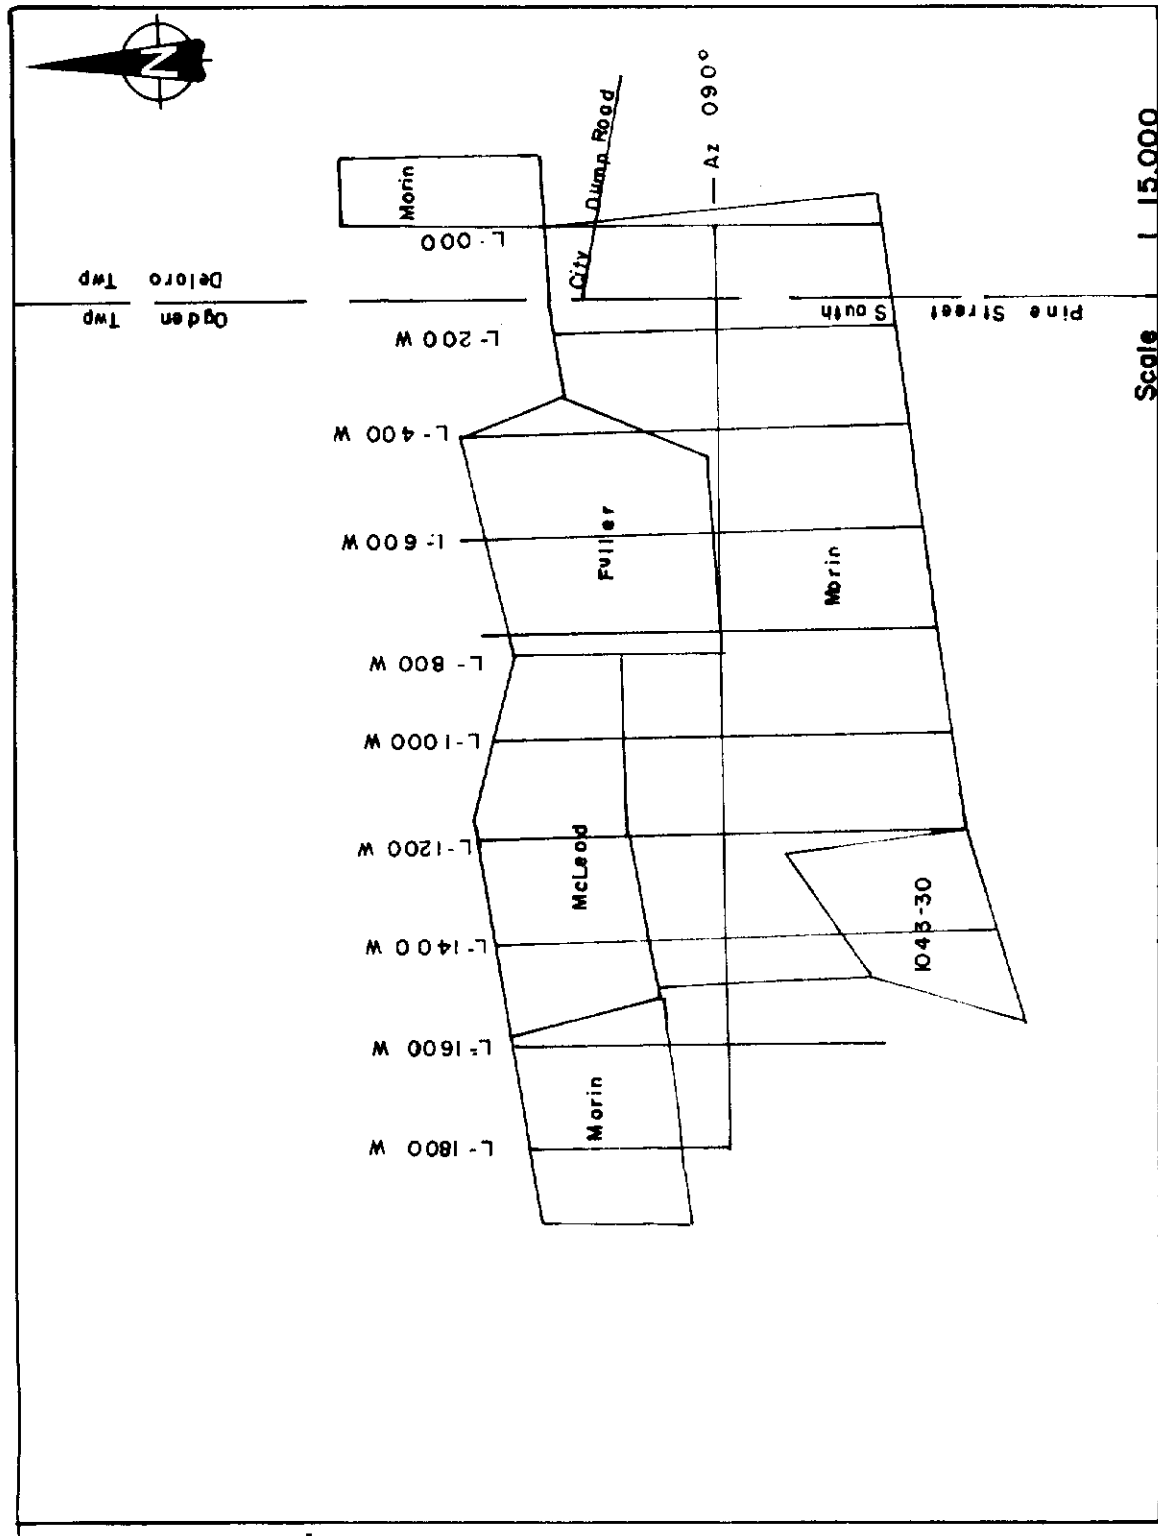 N
Deloro Twp
Ogden Twp
Morin
City Dump Road
Az 090°
Pine Street South
L-000
L-200 W
L-400 W
L-600 W
L-800 W
L-1000 W
L-1200 W
L-1400 W
L-1600 W
L-1800 W
Fuller
Morin
McLeod
1043-30
Morin
Scale 1 15,000